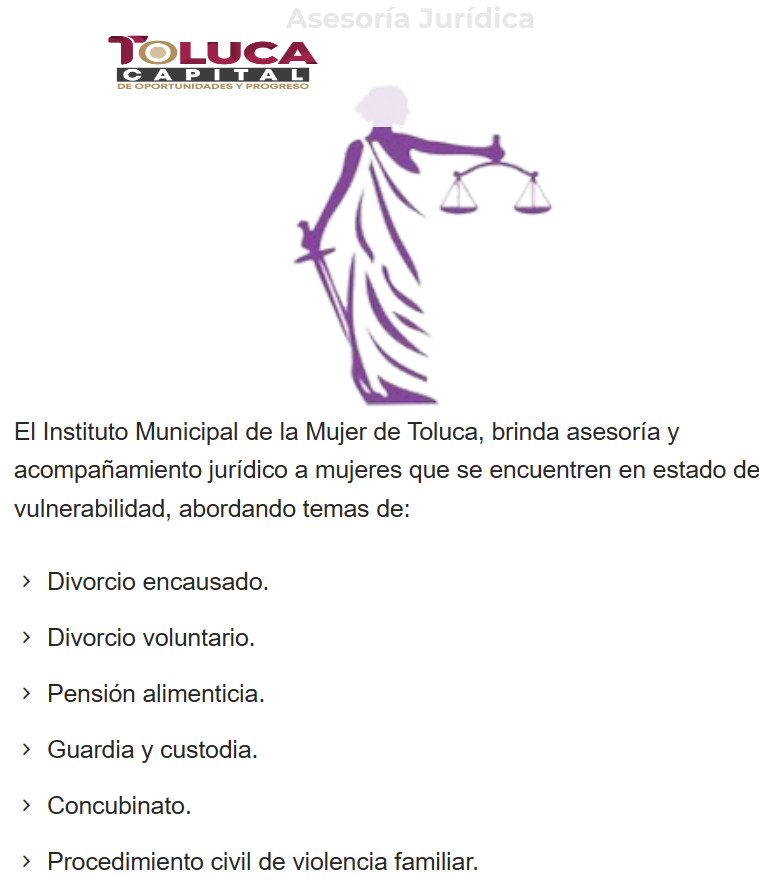 Asesoría Jurídica
TOLUCA
CAPITAL
DE OPORTUNIDADES Y PROGRESO
El Instituto Municipal de la Mujer de Toluca, brinda asesoría y
acompañamiento jurídico a mujeres que se encuentren en estado de
vulnerabilidad, abordando temas de:
Divorcio encausado.
Divorcio voluntario.
Pensión alimenticia.
Guardia y custodia.
Concubinato.
Procedimiento civil de violencia familiar.